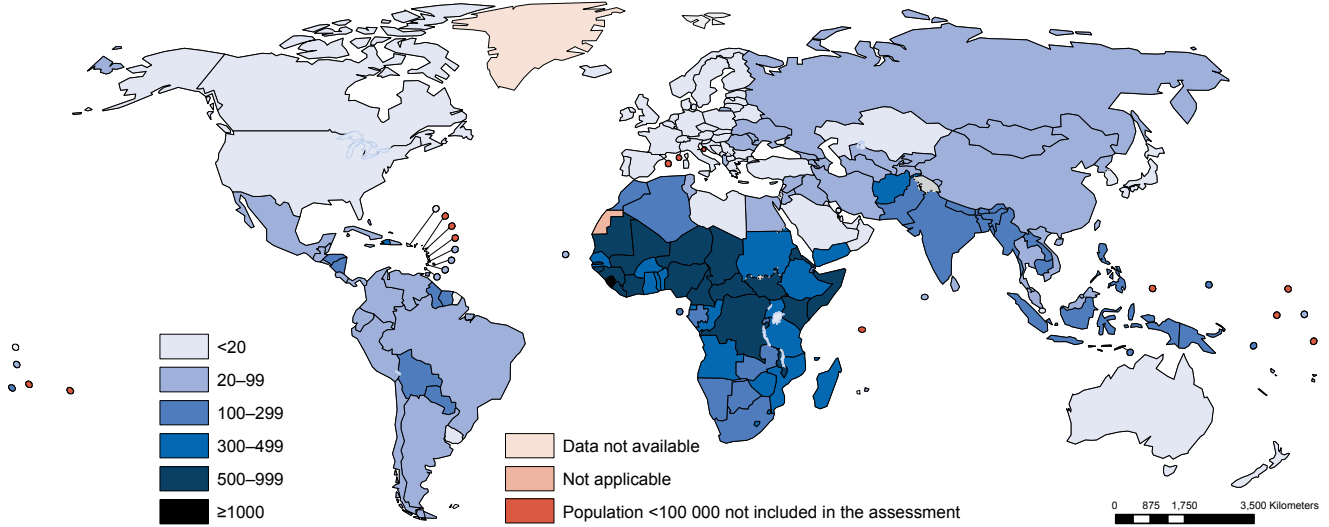 <20
20–99
100–299
300–499
500–999
≥1000
Data not available
Not applicable
Population <100 000 not included in the assessment
0 875 1,750 3,500 Kilometers